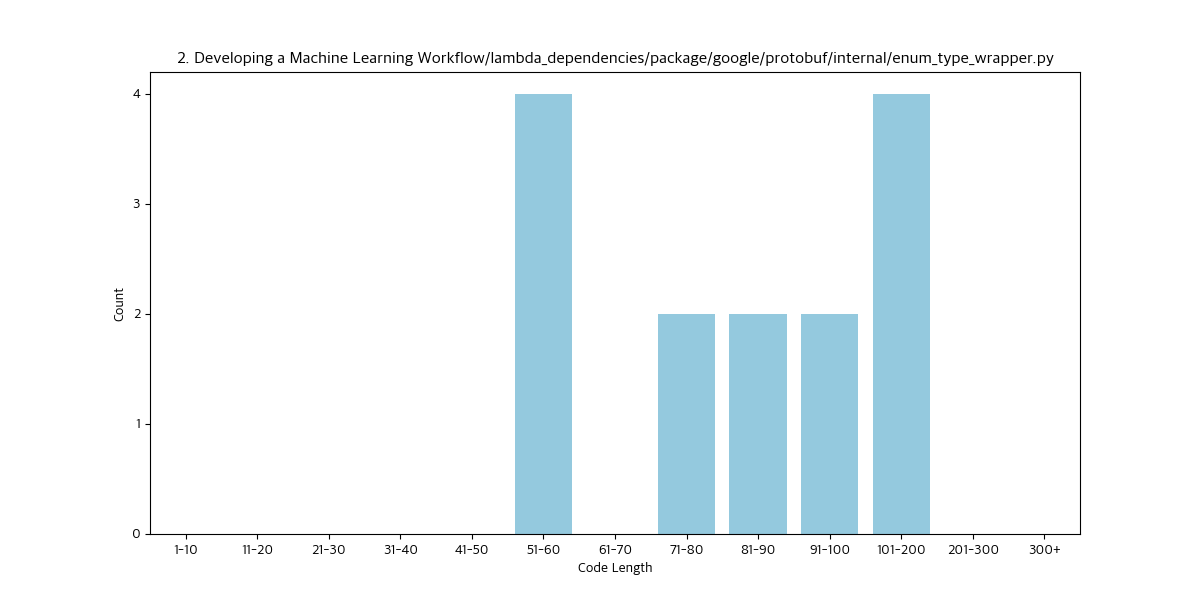 2. Developing a Machine Learning Workflow/lambda_dependencies/package/google/protobuf/internal/enum_type_wrapper.py
4
3
2
1
0
Count
1-10 11-20 21-30 31-40 41-50 51-60 61-70 71-80 81-90 91-100 101-200 201-300 300+
Code Length